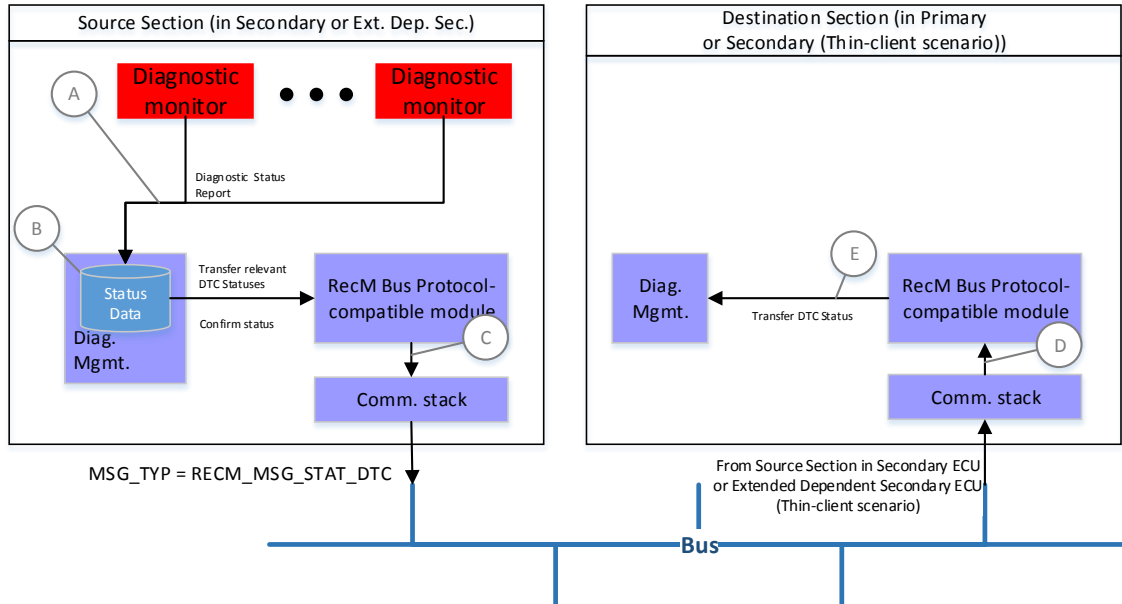 Source Section (in Secondary or Ext. Dep. Sec.)
Diagnostic
monitor
Diagnostic
monitor
A
Diagnostic Status
Report
B
Status
Data
Diag.
Mgmt.
Transfer relevant
DTC Statuses
Confirm status
RecM Bus Protocol-
compatible module
C
Comm. stack
MSG_TYP = RECM_MSG_STAT_DTC
Destination Section (in Primary
or Secondary (Thin-client scenario))
E
Diag.
Mgmt.
Transfer DTC Status
RecM Bus Protocol-
compatible module
D
Comm. stack
From Source Section in Secondary ECU
or Extended Dependent Secondary ECU
(Thin-client scenario)
Bus